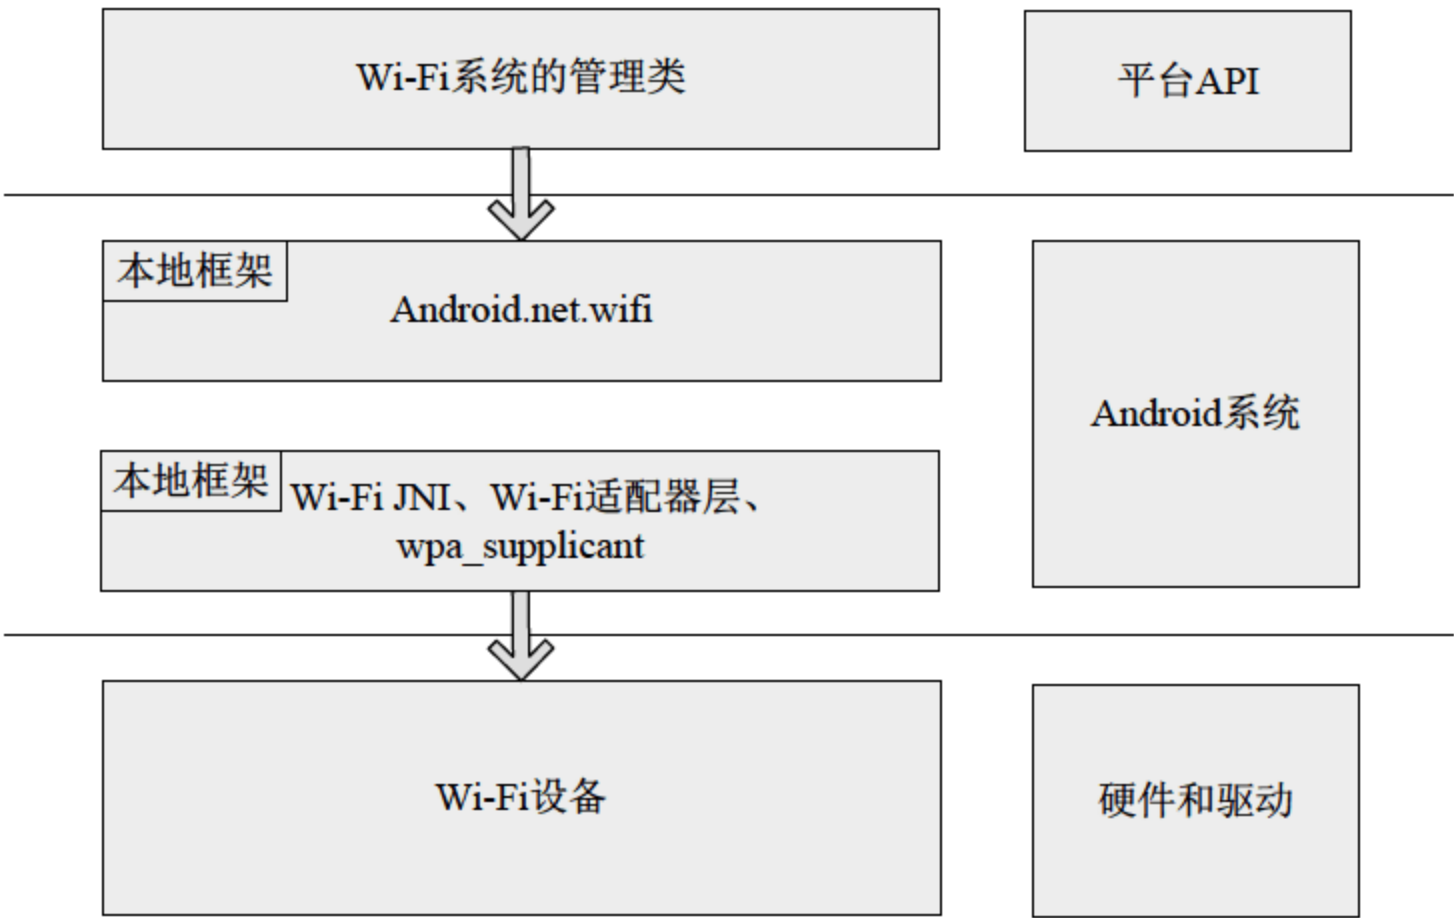 Wi-Fi系统的管理类
平台API
本地框架
Android.net.wifi
Android系统
本地框架
Wi-Fi JNI、Wi-Fi适配器层、
wpa_supplicant
Wi-Fi设备
硬件和驱动